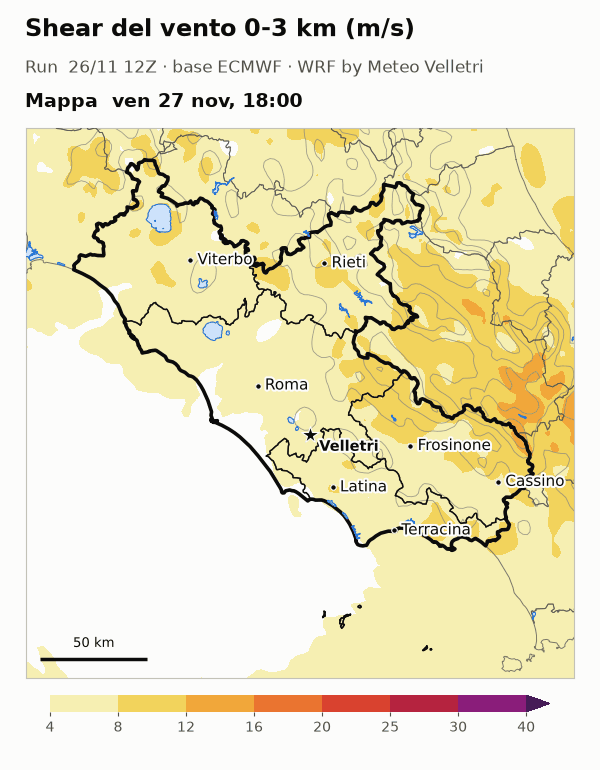 Shear del vento 0-3 km (m/s)
Run  26/11 12Z · base ECMWF · WRF by Meteo Velletri
Mappa  ven 27 nov, 18:00
Viterbo
Rieti
Roma
Velletri
Frosinone
Cassino
Latina
Terracina
50 km
4 8 12 16 20 25 30 40